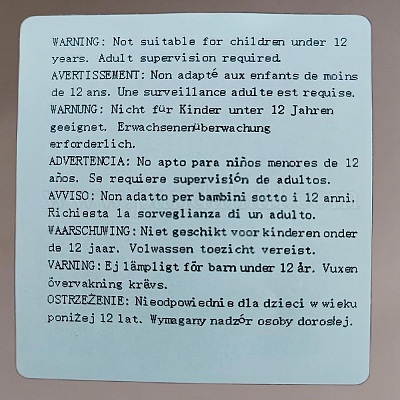 WARNING: Not suitable for children under 12
years. Adult supervision required.
AVERTISSEMENT: Non adapté aux enfants de moins
de 12 ans. Une surveillance adulte est requise.
WARNUNG: Nicht für Kinder unter 12 Jahren
geeignet. Erwachsenenüberwachung
erforderlich.
ADVERTENCIA: No apto para niños menores de 12
años. Se requiere supervisión de adultos.
AVVISO: Non adatto per bambini sotto i 12 anni.
Richiesta la sorveglianza di un adulto.
WAARSCHUWING: Niet geschikt voor kinderen onder
de 12 jaar. Volwassen toezicht vereist.
VARNING: Ej lämpligt för barn under 12 år. Vuxen
övervakning krävs.
OSTRZEŻENIE: Nieodpowiednie dla dzieci w wieku
poniżej 12 lat. Wymagany nadzór osoby dorosłej.